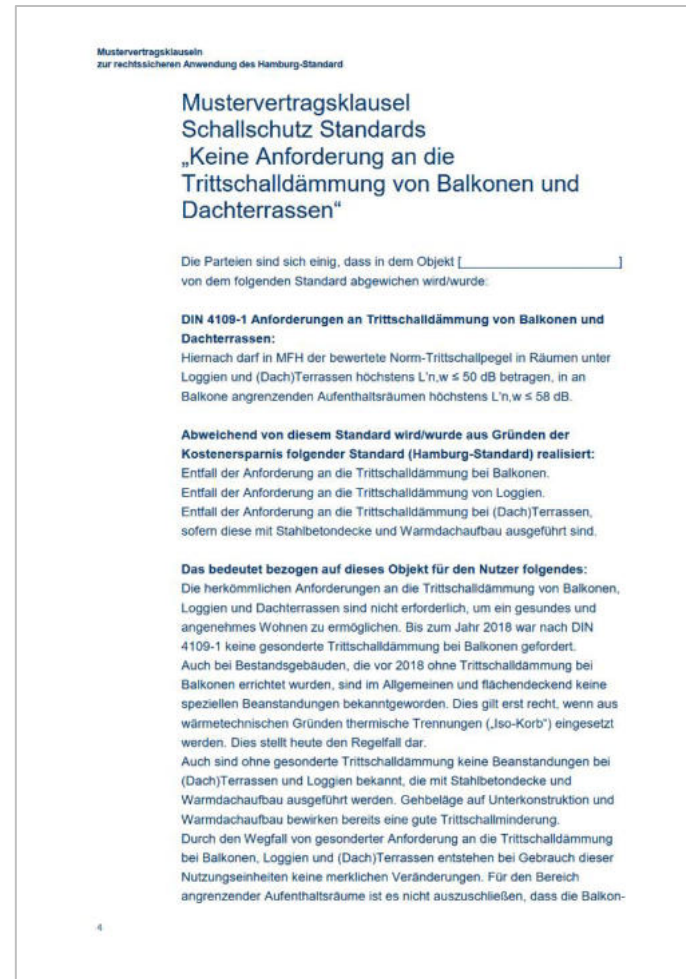 Mustervertragsklauseln
zur rechtssicheren Anwendung des Hamburg-Standard
Mustervertragsklausel
Schallschutz Standards
„Keine Anforderung an die
Trittschalldämmung von Balkonen und
Dachterrassen“
Die Parteien sind sich einig, dass in dem Objekt [____________________]
von dem folgenden Standard abgewichen wird/wurde:
DIN 4109-1 Anforderungen an Trittschalldämmung von Balkonen und
Dachterrassen:
Hiernach darf in MFH der bewertete Norm-Trittschallpegel in Räumen unter
Loggien und (Dach)Terrassen höchstens L'n,w ≤ 50 dB betragen, in an
Balkone angrenzenden Aufenthaltsräumen höchstens L'n,w ≤ 58 dB.
Abweichend von diesem Standard wird/wurde aus Gründen der
Kostenersparnis folgender Standard (Hamburg-Standard) realisiert:
Entfall der Anforderung an die Trittschalldämmung bei Balkonen.
Entfall der Anforderung an die Trittschalldämmung von Loggien.
Entfall der Anforderung an die Trittschalldämmung bei (Dach)Terrassen,
sofern diese mit Stahlbetondecke und Warmdachaufbau ausgeführt sind.
Das bedeutet bezogen auf dieses Objekt für den Nutzer folgendes:
Die herkömmlichen Anforderungen an die Trittschalldämmung von Balkonen,
Loggien und Dachterrassen sind nicht erforderlich, um ein gesundes und
angenehmes Wohnen zu ermöglichen. Bis zum Jahr 2018 war nach DIN
4109-1 keine gesonderte Trittschalldämmung bei Balkonen gefordert.
Auch bei Bestandsgebäuden, die vor 2018 ohne Trittschalldämmung bei
Balkonen errichtet wurden, sind im Allgemeinen und flächendeckend keine
speziellen Beanstandungen bekanntgeworden. Dies gilt erst recht, wenn aus
wärmetechnischen Gründen thermische Trennungen („Iso-Korb“) eingesetzt
werden. Dies stellt heute den Regelfall dar.
Auch sind ohne gesonderte Trittschalldämmung keine Beanstandungen bei
(Dach)Terrassen und Loggien bekannt, die mit Stahlbetondecke und
Warmdachaufbau ausgeführt werden. Gehbeläge auf Unterkonstruktion und
Warmdachaufbau bewirken bereits eine gute Trittschallminderung.
Durch den Wegfall von gesonderter Anforderung an die Trittschalldämmung
bei Balkonen, Loggien und (Dach)Terrassen entstehen bei Gebrauch dieser
Nutzungseinheiten keine merklichen Veränderungen. Für den Bereich
angrenzender Aufenthaltsräume ist es nicht auszuschließen, dass die Balkon-
4